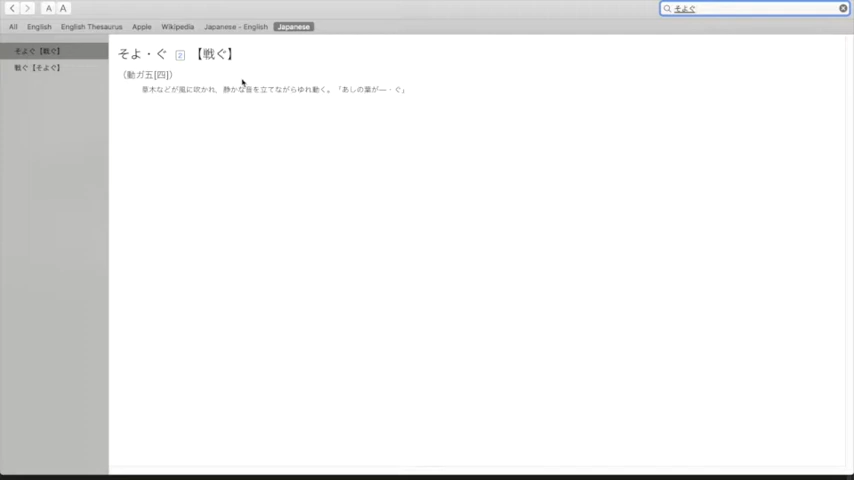 A A
そよぐ
All English English Thesaurus Apple Wikipedia Japanese - English Japanese
そよぐ【戦ぐ】
戦ぐ【そよぐ】
そよ・ぐ 2 【戦ぐ】
（動ガ五[四]）
草木などが風に吹かれ、静かな音を立てながらゆれ動く。「あしの葉が―・ぐ」